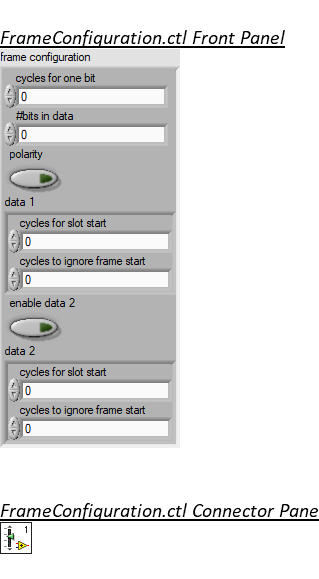 FrameConfiguration.ctl Front Panel
frame configuration
cycles for one bit
0
#bits in data
0
polarity
data 1
cycles for slot start
0
cycles to ignore frame start
0
enable data 2
data 2
cycles for slot start
0
cycles to ignore frame start
0
FrameConfiguration.ctl Connector Pane
1